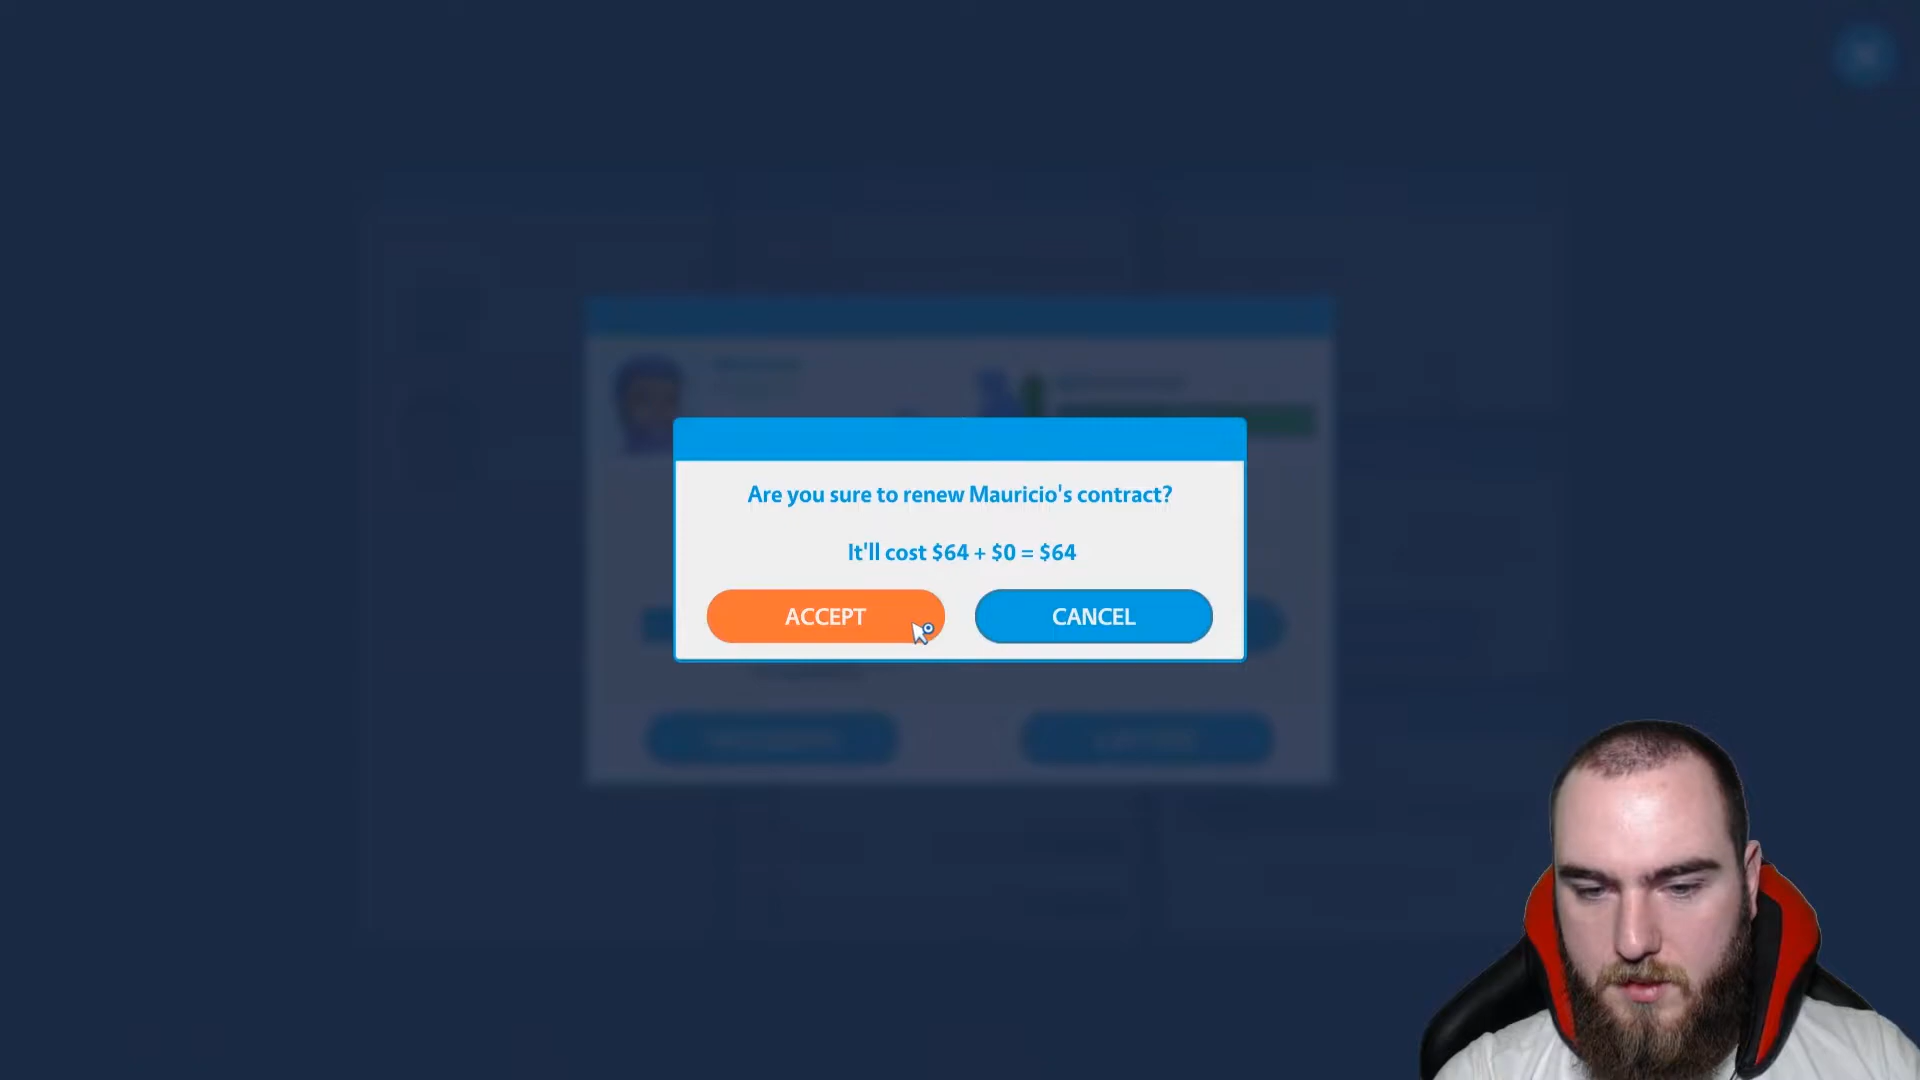 Are you sure to renew Mauricio's contract?
It'll cost $64 + $0 = $64
ACCEPT
CANCEL